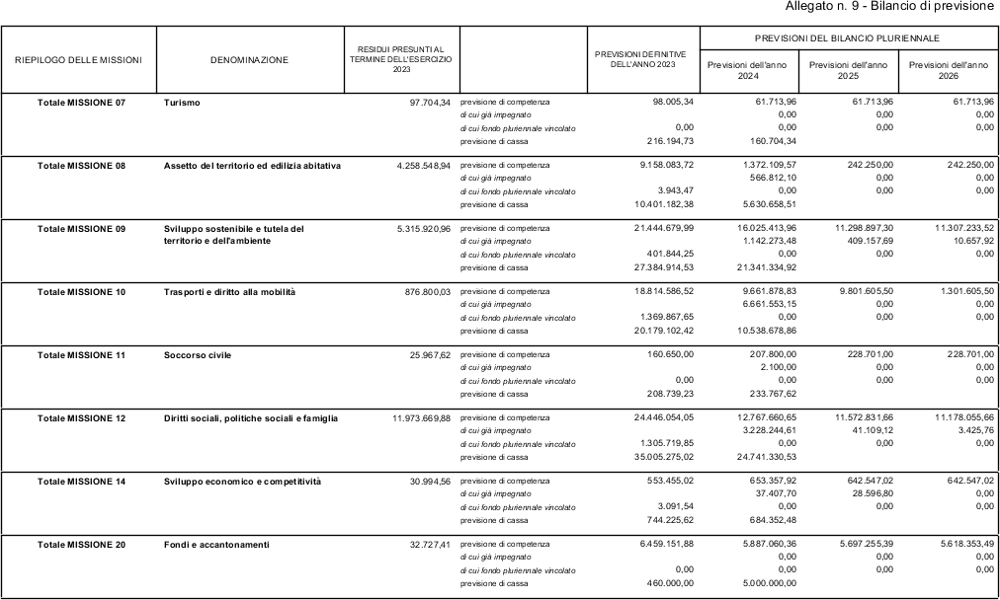 Allegato n. 9 - Bilancio di previsione
RIEPILOGO DELLE MISSIONI DENOMINAZIONE RESIDUI PRESUNTI AL TERMINE DELL'ESERCIZIO 2023 PREVISIONI DEFINITIVE DELL'ANNO 2023 PREVISIONI DEL BILANCIO PLURIENNALE
Previsioni dell'anno 2024 Previsioni dell'anno 2025 Previsioni dell'anno 2026
Totale MISSIONE 07 Turismo 97.704,34 previsione di competenza 98.005,34 61.713,96 61.713,96 61.713,96
di cui già impegnato 0,00 0,00 0,00
di cui fondo pluriennale vincolato 0,00 0,00 0,00 0,00
previsione di cassa 216.194,73 160.704,34
Totale MISSIONE 08 Assetto del territorio ed edilizia abitativa 4.258.548,94 previsione di competenza 9.158.083,72 1.372.109,57 242.250,00 242.250,00
di cui già impegnato 566.812,10 0,00 0,00
di cui fondo pluriennale vincolato 3.943,47 0,00 0,00 0,00
previsione di cassa 10.401.182,38 5.630.658,51
Totale MISSIONE 09 Sviluppo sostenibile e tutela del 5.315.920,96 previsione di competenza 21.444.679,99 16.025.413,96 11.298.897,30 11.307.233,52
territorio e dell'ambiente di cui già impegnato 1.142.273,48 409.157,69 10.657,92
di cui fondo pluriennale vincolato 401.844,25 0,00 0,00 0,00
previsione di cassa 27.384.914,53 21.341.334,92
Totale MISSIONE 10 Trasporti e diritto alla mobilità 876.800,03 previsione di competenza 18.814.586,52 9.661.878,83 9.801.605,50 1.301.605,50
di cui già impegnato 6.661.553,15 0,00 0,00
di cui fondo pluriennale vincolato 1.369.867,65 0,00 0,00 0,00
previsione di cassa 20.179.102,42 10.538.678,86
Totale MISSIONE 11 Soccorso civile 25.967,62 previsione di competenza 160.650,00 207.800,00 228.701,00 228.701,00
di cui già impegnato 2.100,00 0,00 0,00
di cui fondo pluriennale vincolato 0,00 0,00 0,00 0,00
previsione di cassa 208.739,23 233.767,62
Totale MISSIONE 12 Diritti sociali, politiche sociali e famiglia 11.973.669,88 previsione di competenza 24.446.054,05 12.767.660,65 11.572.831,66 11.178.055,66
di cui già impegnato 3.228.244,61 41.109,12 3.425,76
di cui fondo pluriennale vincolato 1.305.719,85 0,00 0,00 0,00
previsione di cassa 35.005.275,02 24.741.330,53
Totale MISSIONE 14 Sviluppo economico e competitività 30.994,56 previsione di competenza 553.455,02 653.357,92 642.547,02 642.547,02
di cui già impegnato 37.407,70 28.596,80 0,00
di cui fondo pluriennale vincolato 3.091,54 0,00 0,00 0,00
previsione di cassa 744.225,62 684.352,48
Totale MISSIONE 20 Fondi e accantonamenti 32.727,41 previsione di competenza 6.459.151,88 5.887.060,36 5.697.255,39 5.618.353,49
di cui già impegnato 0,00 0,00 0,00
di cui fondo pluriennale vincolato 0,00 0,00 0,00 0,00
previsione di cassa 460.000,00 5.000.000,00